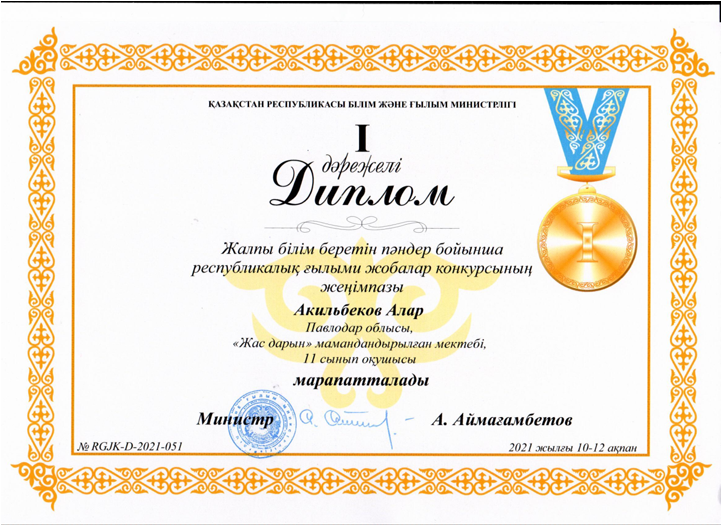 ҚАЗАҚСТАН РЕСПУБЛИКАСЫ БІЛІМ ЖӘНЕ ҒЫЛЫМ МИНИСТРЛІГІ
I
дәрежелі
Диплом
I
Жалпы білім беретін пәндер бойынша
республикалық ғылыми жобалар конкурсының
жеңімпазы
Акильбеков Алар
Павлодар облысы,
«Жас дарын» мамандандырылған мектебі,
11 сынып оқушысы
марапатталады
Министр А. Аймағамбетов
№ RGJK-D-2021-051
2021 жылғы 10-12 ақпан